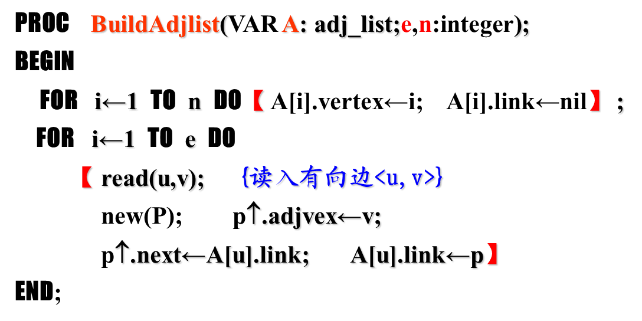 PROC BuildAdjlist(VAR A: adj_list;e,n:integer);
BEGIN
FOR i←1 TO n DO【 A[i].vertex←i; A[i].link←nil】;
FOR i←1 TO e DO
【 read(u,v); {读入有向边<u,v>}
new(P); p↑.adjvex←v;
p↑.next←A[u].link; A[u].link←p】
END;